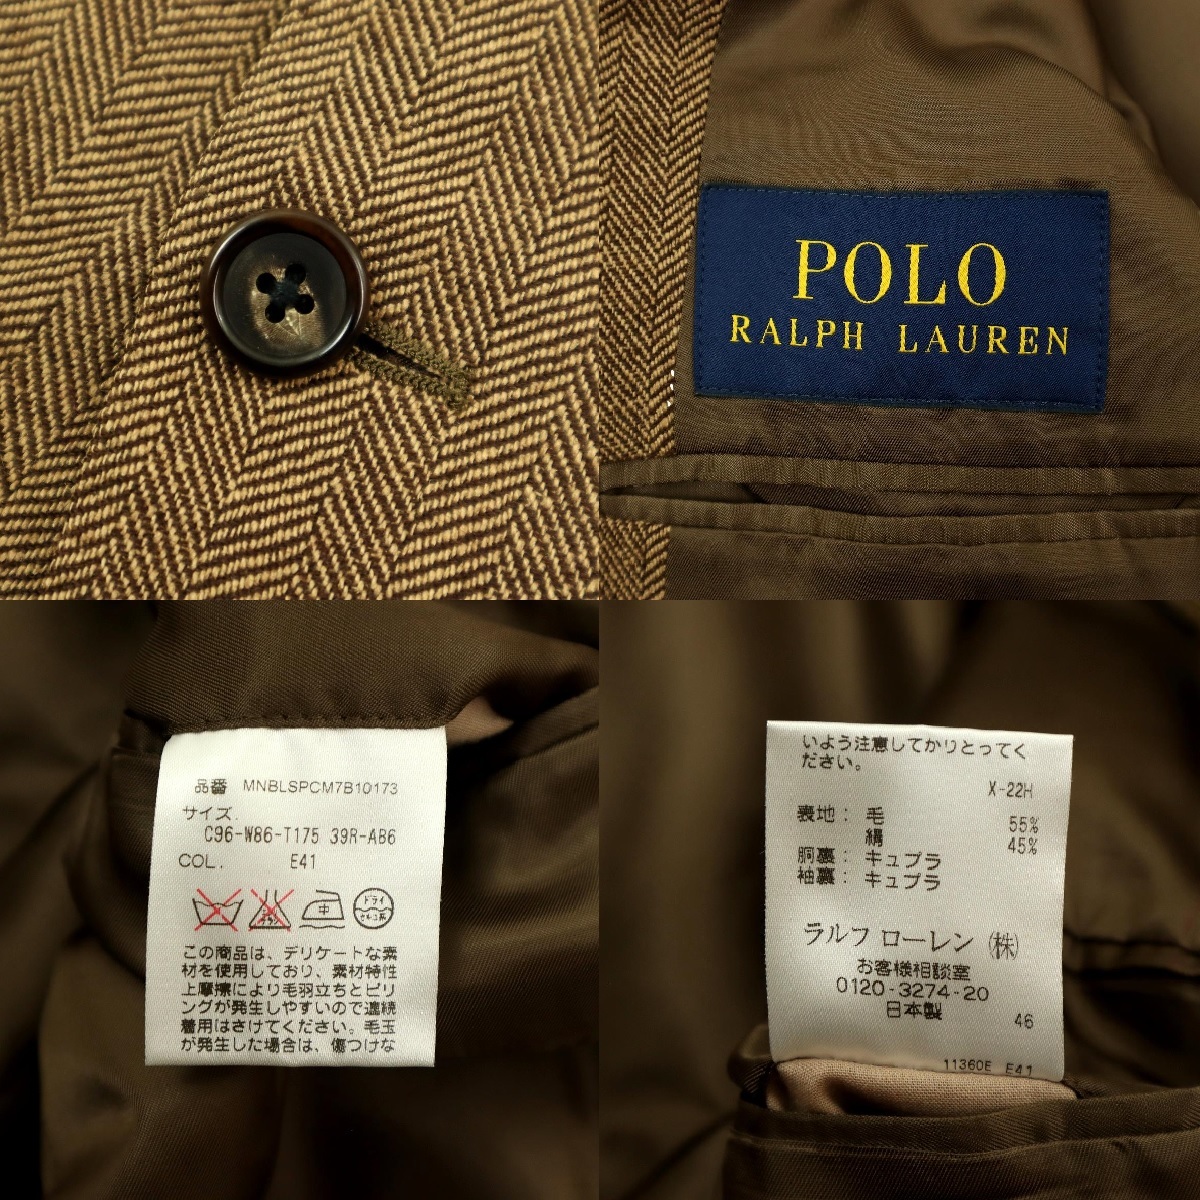 POLO
RALPH LAUREN
品番 MNBLSPCM7B10173
サイズ.
C96-W86-T175 39R-AB6
COL. E41
中
ドライ
セキユ系
この商品は、デリケートな素
材を使用しており、素材特性
上摩擦により毛羽立ちとピリ
ングが発生しやすいので連続
着用はさけてください。毛玉
が発生した場合は、傷つけな
いよう注意してかりとってく
ださい。
X-22H
表地: 毛 55%
絹 45%
胴裏: キュプラ
袖裏: キュプラ
ラルフ ローレン ㈱
お客様相談室
0120-3274-20
日本製 46
11360E E41